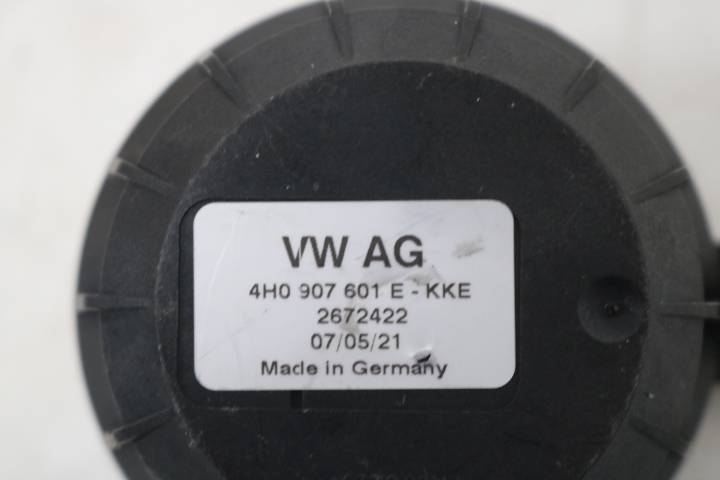 VW AG
4H0 907 601 E - KKE
2672422
07/05/21
Made in Germany